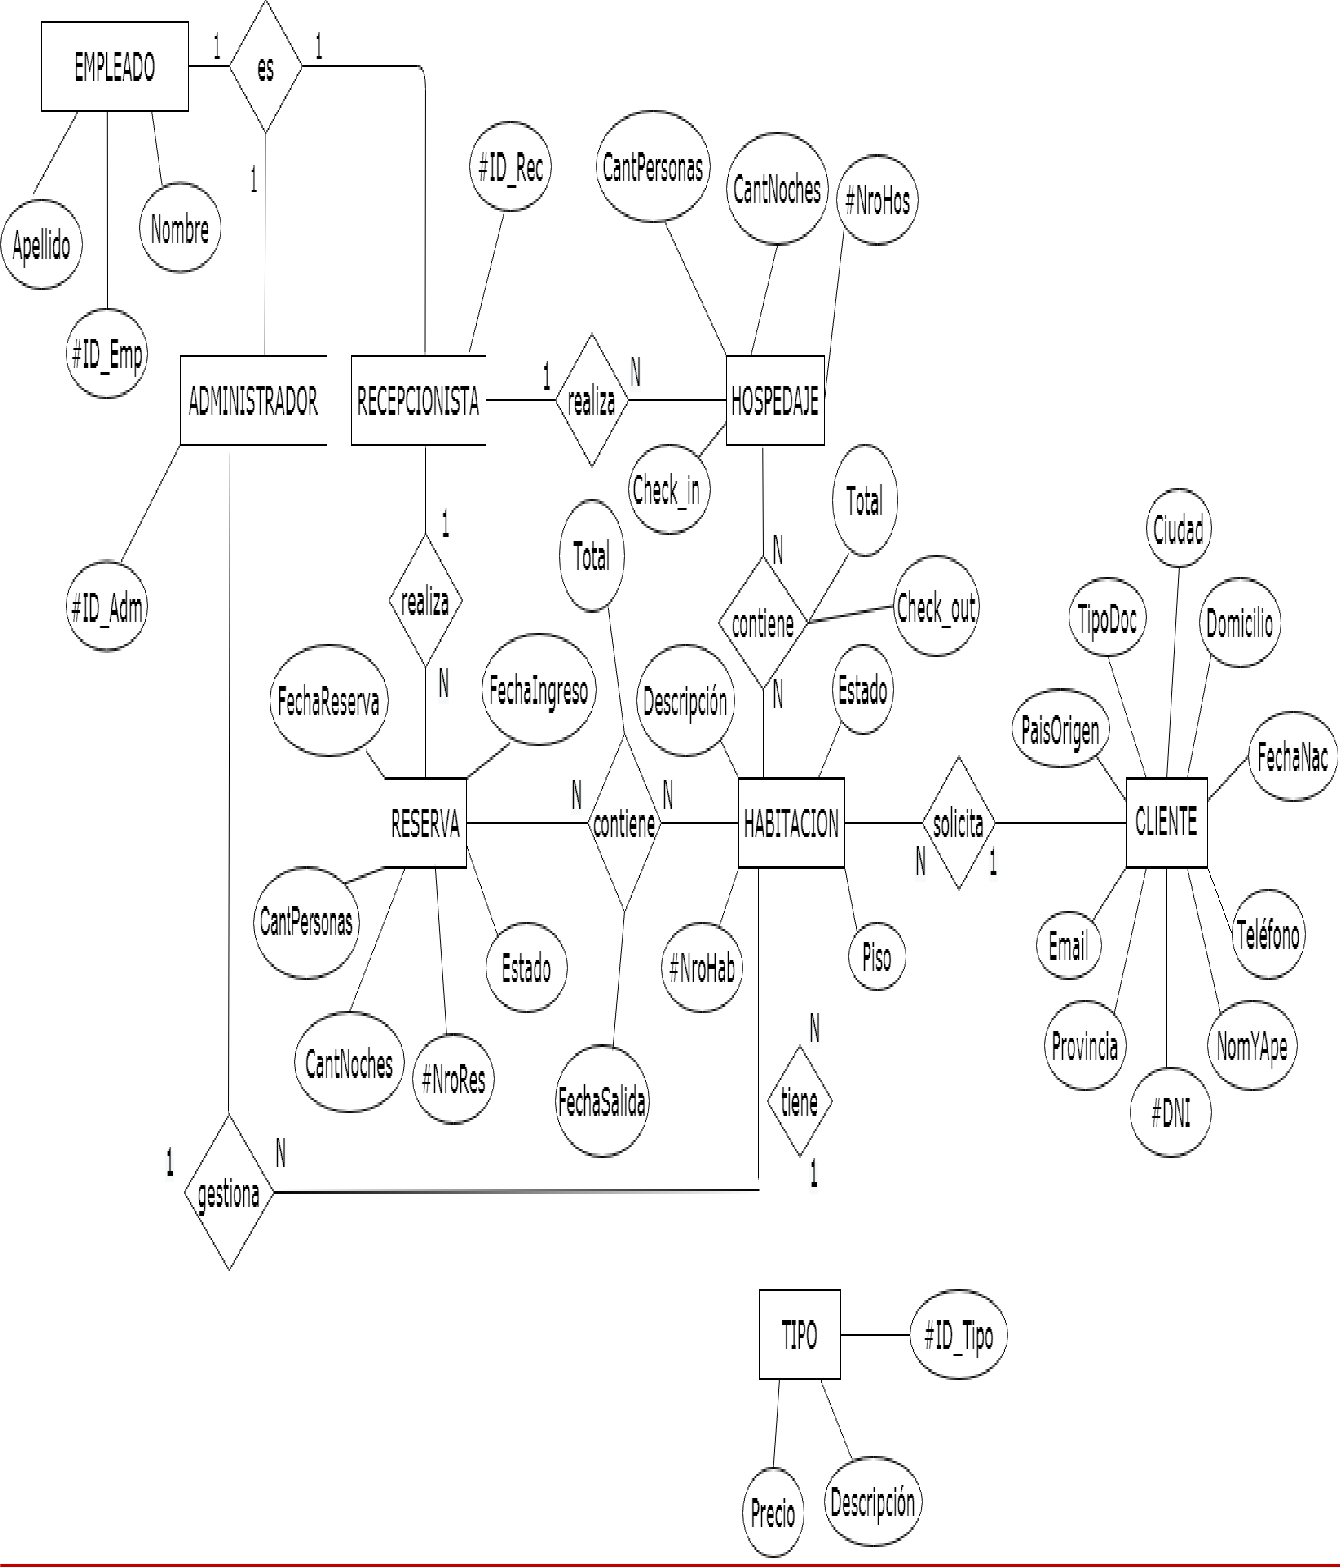 EMPLEADO
1
es
1
1
Apellido
Nombre
#ID_Emp
#ID_Rec
CantPersonas
CantNoches
#NroHos
ADMINISTRADOR
RECEPCIONISTA
1
realiza
N
HOSPEDAJE
Check_in
Total
Total
#ID_Adm
1
realiza
N
N
contiene
N
Check_out
FechaReserva
FechaIngreso
Descripción
Estado
Ciudad
TipoDoc
Domicilio
PaisOrigen
FechaNac
RESERVA
N
contiene
N
HABITACION
N
solicita
1
CLIENTE
CantPersonas
CantNoches
#NroRes
Estado
FechaSalida
#NroHab
Piso
Email
Teléfono
Provincia
NomYApe
#DNI
N
tiene
1
1
gestiona
N
TIPO
#ID_Tipo
Precio
Descripción